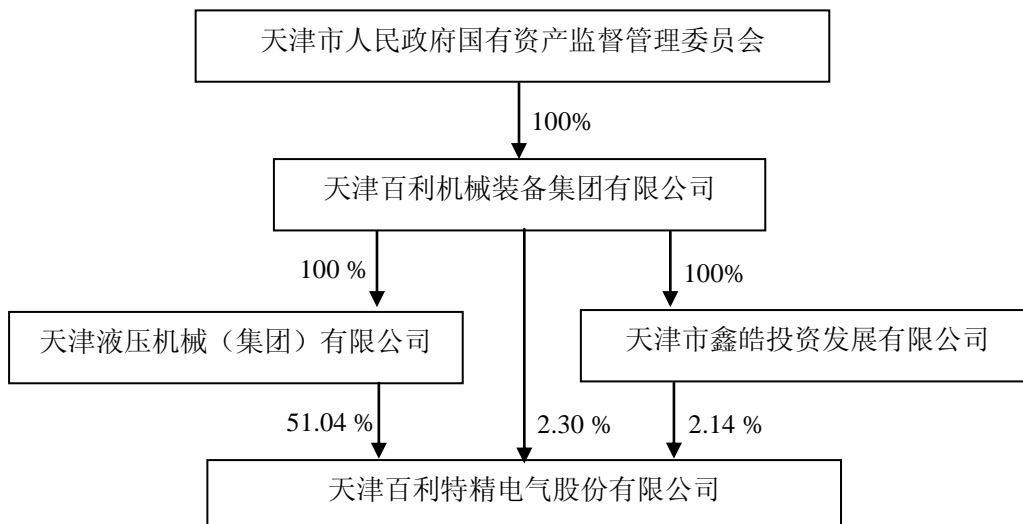 天津市人民政府国有资产监督管理委员会
100%
天津百利机械装备集团有限公司
100 %
100%
天津液压机械（集团）有限公司
天津市鑫皓投资发展有限公司
51.04 %
2.30 %
2.14 %
天津百利特精电气股份有限公司